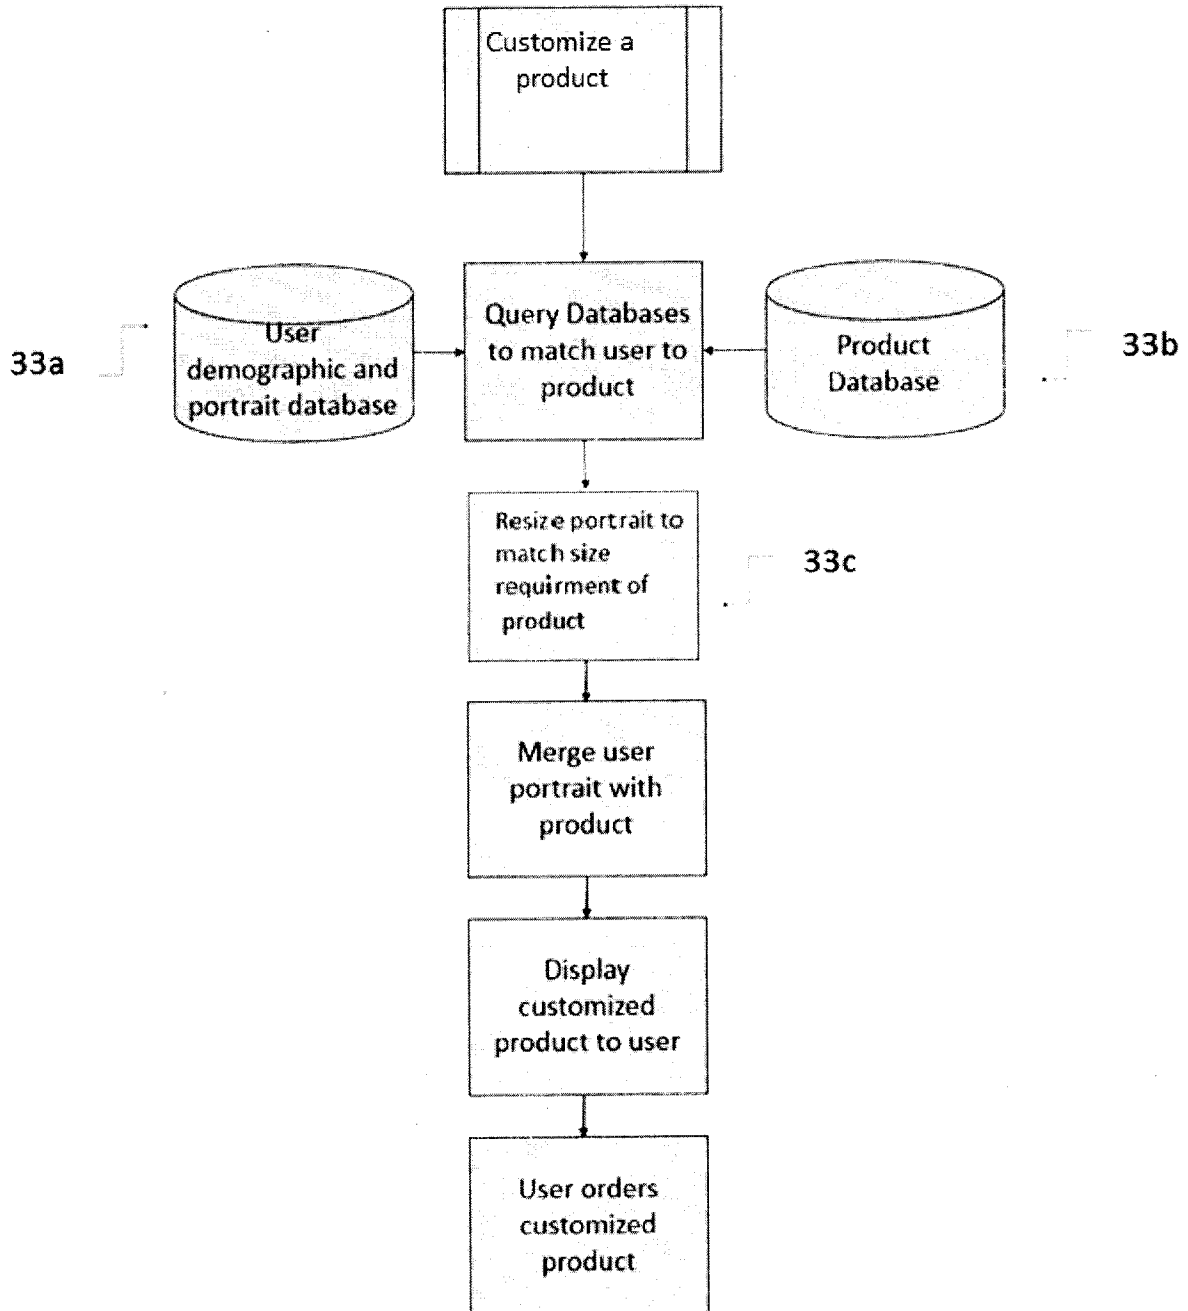 Customize a
product
33a
User
demographic and
portrait database
Query Databases
to match user to
product
Product
Database
33b
Resize portrait to
match size
requirment of
product
33c
Merge user
portrait with
product
Display
customized
product to user
User orders
customized
product